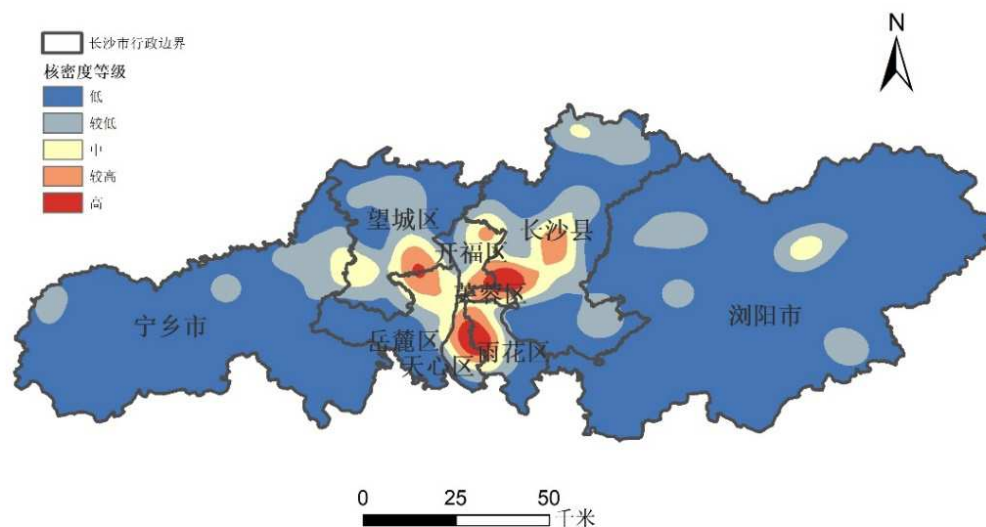 长沙市行政边界
核密度等级
低
较低
中
较高
高
N
望城区
长沙县
开福区
芙蓉区
宁乡市
浏阳市
岳麓区
雨花区
天心区
0 25 50
千米